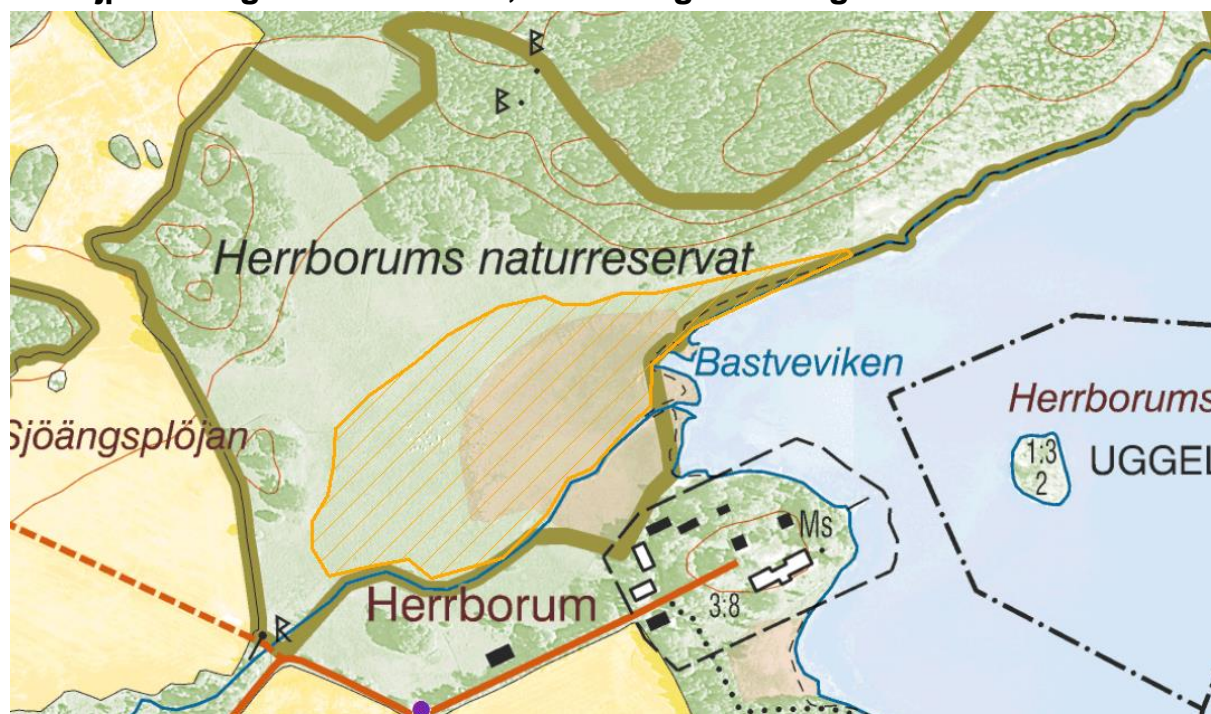 Herrborums naturreservat
Bastveviken
Herrborums
Sjöängsplöjan
1:3
2
UGGEL
Ms
Herrborum
3:8
R